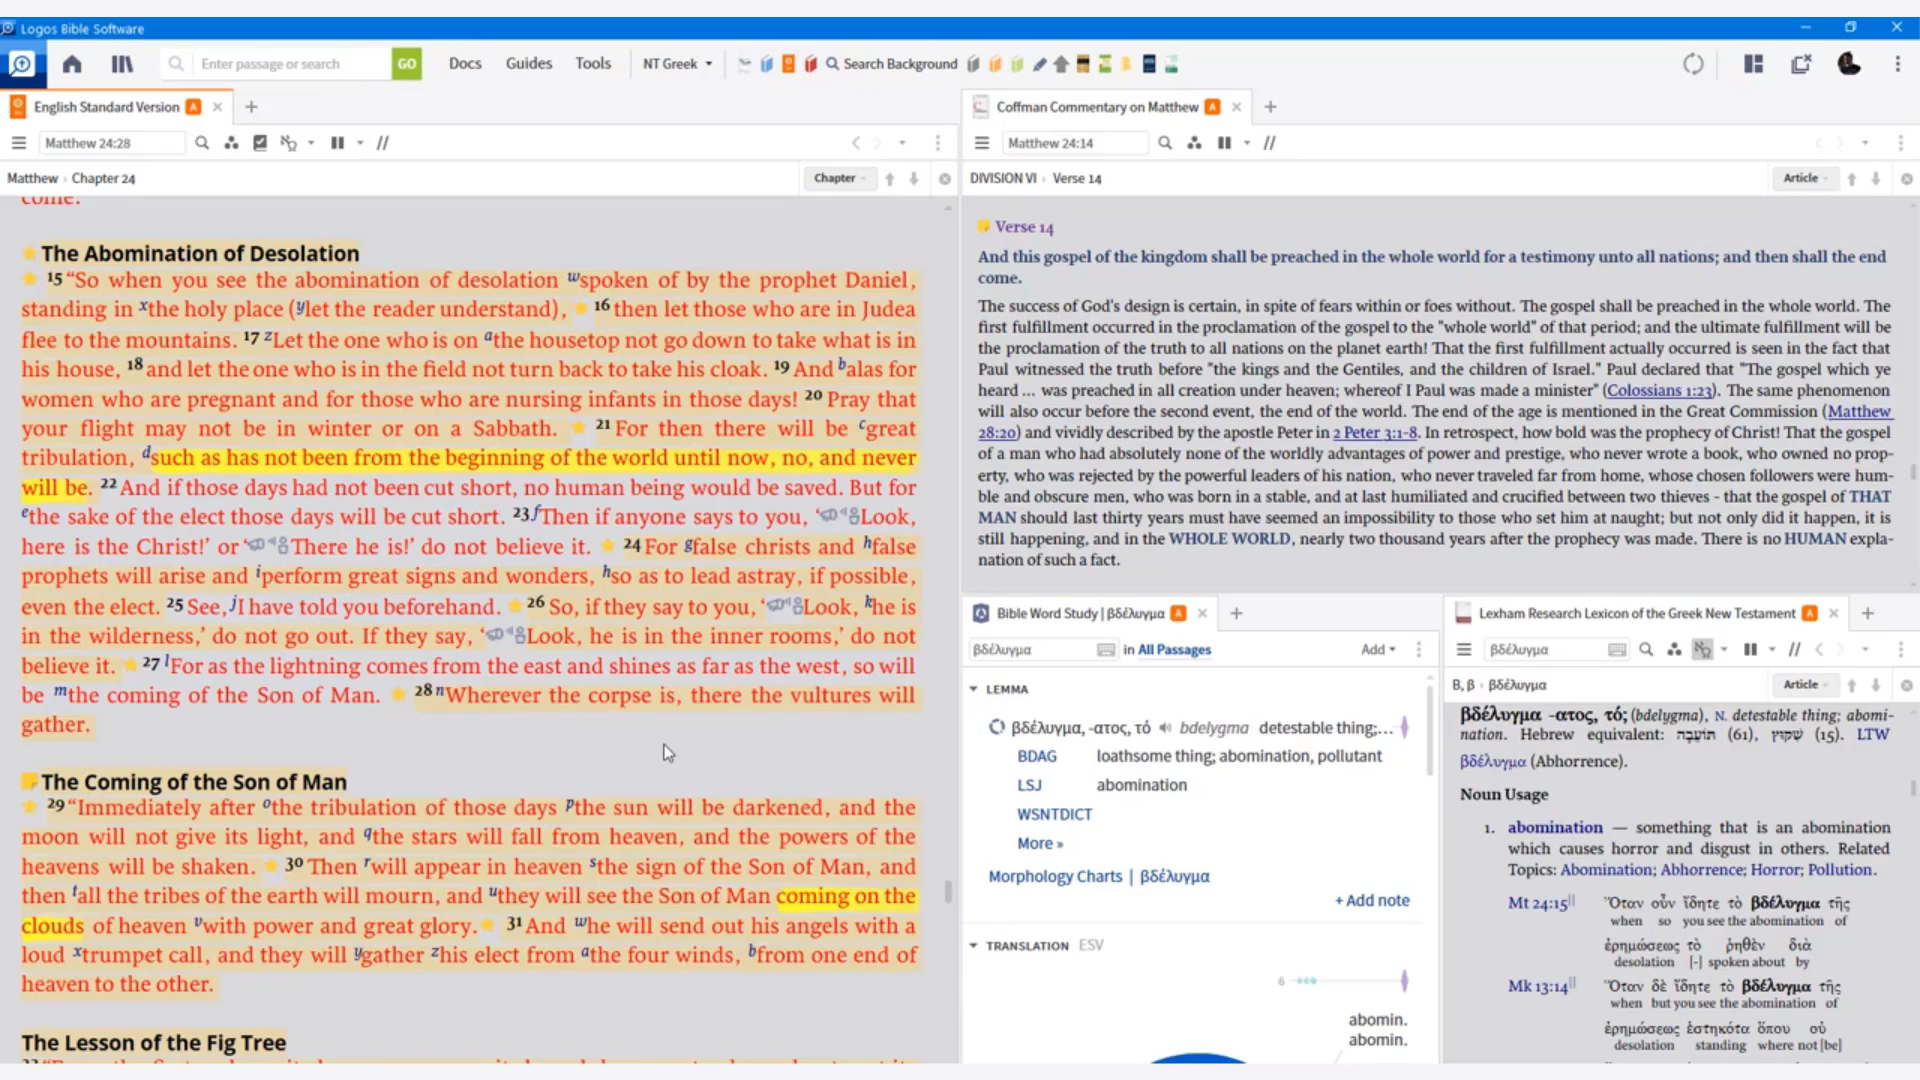 Logos Bible Software
Enter passage or search
GO
Docs
Guides
Tools
NT Greek
Search Background
English Standard Version A
Matthew 24:28
Matthew › Chapter 24
Chapter
come.
The Abomination of Desolation
15 “So when you see the abomination of desolation wspoken of by the prophet Daniel,
standing in xthe holy place (ylet the reader understand), 16 then let those who are in Judea
flee to the mountains. 17 zLet the one who is on athe housetop not go down to take what is in
his house, 18 and let the one who is in the field not turn back to take his cloak. 19 And balas for
women who are pregnant and for those who are nursing infants in those days! 20 Pray that
your flight may not be in winter or on a Sabbath. 21 For then there will be cgreat
tribulation, dsuch as has not been from the beginning of the world until now, no, and never
will be. 22 And if those days had not been cut short, no human being would be saved. But for
ethe sake of the elect those days will be cut short. 23 fThen if anyone says to you, ‘Look,
here is the Christ!’ or ‘There he is!’ do not believe it. 24 For gfalse christs and hfalse
prophets will arise and iperform great signs and wonders, hso as to lead astray, if possible,
even the elect. 25 See, jI have told you beforehand. 26 So, if they say to you, ‘Look, khe is
in the wilderness,’ do not go out. If they say, ‘Look, he is in the inner rooms,’ do not
believe it. 27 lFor as the lightning comes from the east and shines as far as the west, so will
be mthe coming of the Son of Man. 28 nWherever the corpse is, there the vultures will
gather.
The Coming of the Son of Man
29 “Immediately after othe tribulation of those days pthe sun will be darkened, and the
moon will not give its light, and qthe stars will fall from heaven, and the powers of the
heavens will be shaken. 30 Then rwill appear in heaven sthe sign of the Son of Man, and
then tall the tribes of the earth will mourn, and uthey will see the Son of Man coming on the
clouds of heaven vwith power and great glory. 31 And whe will send out his angels with a
loud xtrumpet call, and they will ygather zhis elect from athe four winds, bfrom one end of
heaven to the other.
The Lesson of the Fig Tree
Coffman Commentary on Matthew A
Matthew 24:14
DIVISION VI › Verse 14
Article
Verse 14
And this gospel of the kingdom shall be preached in the whole world for a testimony unto all nations; and then shall the end
come.
The success of God's design is certain, in spite of fears within or foes without. The gospel shall be preached in the whole world. The
first fulfillment occurred in the proclamation of the gospel to the "whole world" of that period; and the ultimate fulfillment will be
the proclamation of the truth to all nations on the planet earth! That the first fulfillment actually occurred is seen in the fact that
Paul witnessed the truth before "the kings and the Gentiles, and the children of Israel." Paul declared that "The gospel which ye
heard ... was preached in all creation under heaven; whereof I Paul was made a minister" (Colossians 1:23). The same phenomenon
will also occur before the second event, the end of the world. The end of the age is mentioned in the Great Commission (Matthew
28:20) and vividly described by the apostle Peter in 2 Peter 3:1-8. In retrospect, how bold was the prophecy of Christ! That the gospel
of a man who had absolutely none of the worldly advantages of power and prestige, who never wrote a book, who owned no prop-
erty, who was rejected by the powerful leaders of his nation, who never traveled far from home, whose chosen followers were hum-
ble and obscure men, who was born in a stable, and at last humiliated and crucified between two thieves - that the gospel of THAT
MAN should last thirty years must have seemed an impossibility to those who set him at naught; but not only did it happen, it is
still happening, and in the WHOLE WORLD, nearly two thousand years after the prophecy was made. There is no HUMAN expla-
nation of such a fact.
Bible Word Study | βδέλυγμα A
βδέλυγμα in All Passages Add
LEMMA
βδέλυγμα, -ατος, τό bdelygma detestable thing;...
BDAG loathsome thing; abomination, pollutant
LSJ abomination
WSNTDICT
More »
Morphology Charts | βδέλυγμα
+ Add note
TRANSLATION ESV
6
abomin.
abomin.
Lexham Research Lexicon of the Greek New Testament A
βδέλυγμα
B, β › βδέλυγμα
Article
βδέλυγμα -ατος, τό; (bdelygma), N. detestable thing; abomi-
nation. Hebrew equivalent: תּוֹעֵבָה (61), שִׁקּוּץ (15). LTW
βδέλυγμα (Abhorrence).
Noun Usage
1. abomination — something that is an abomination
which causes horror and disgust in others. Related
Topics: Abomination; Abhorrence; Horror; Pollution.
Mt 24:15|| Ὅταν οὖν ἴδητε τὸ βδέλυγμα τῆς
when so you see the abomination of
ἐρημώσεως τὸ ῥηθὲν διὰ
desolation [-] spoken about by
Mk 13:14|| Ὅταν δὲ ἴδητε τὸ βδέλυγμα τῆς
when but you see the abomination of
ἐρημώσεως ἑστηκότα ὅπου οὐ
desolation standing where not [be]